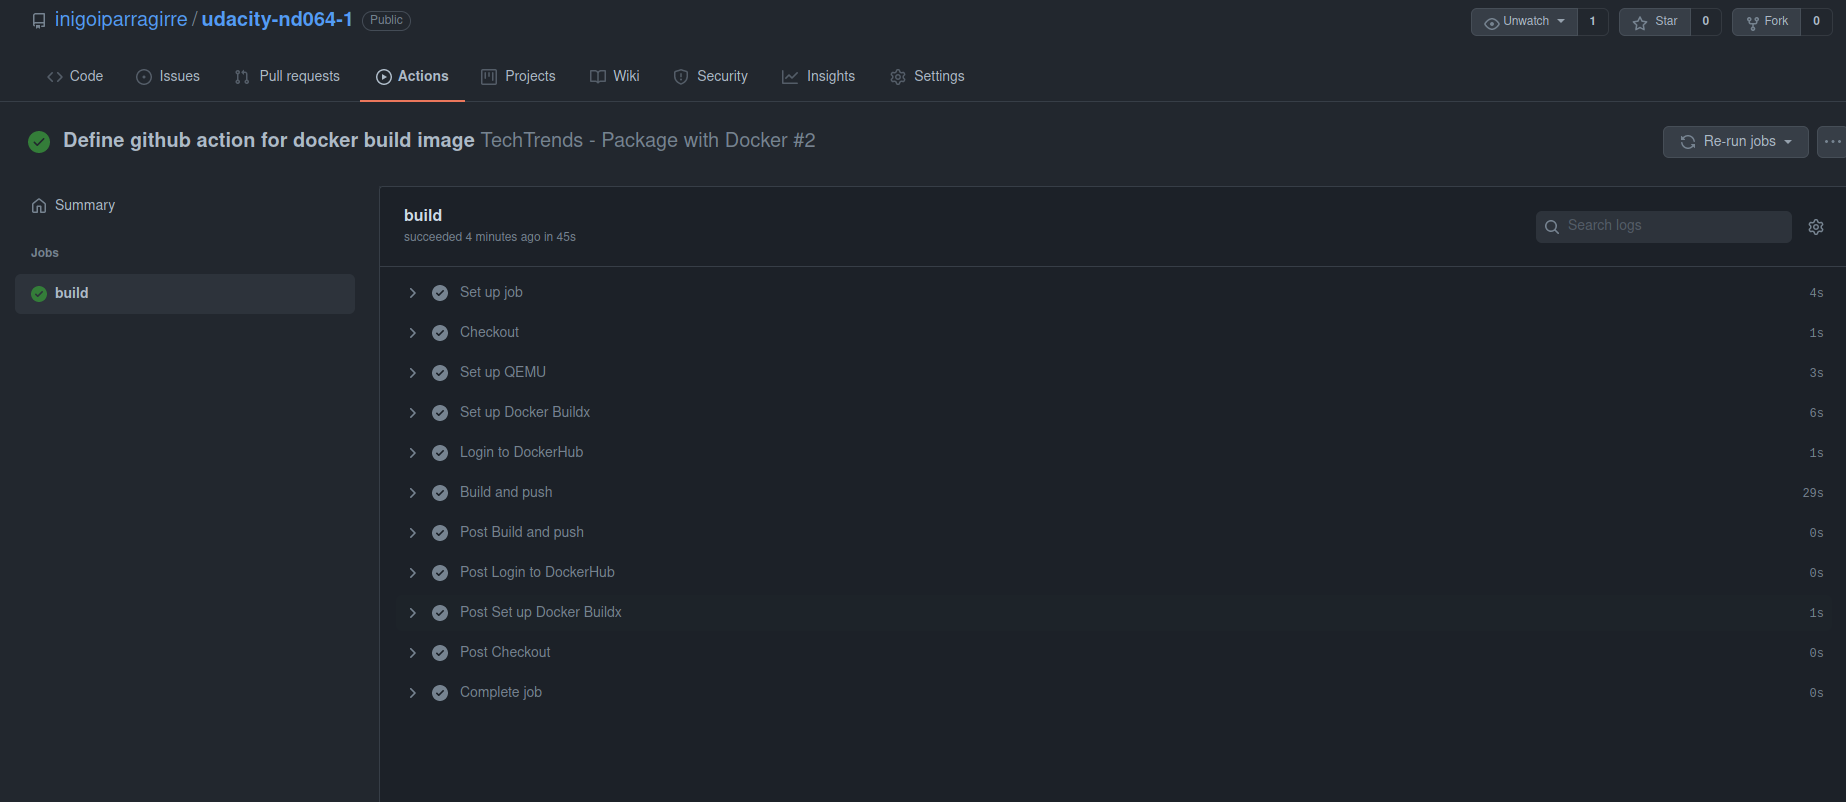 inigoiparragirre / udacity-nd064-1 Public Unwatch 1 Star 0 Fork 0
Code Issues Pull requests Actions Projects Wiki Security Insights Settings
Define github action for docker build image TechTrends - Package with Docker #2 Re-run jobs ...
Summary
Jobs
build
build
succeeded 4 minutes ago in 45s
Search logs
Set up job 4s
Checkout 1s
Set up QEMU 3s
Set up Docker Buildx 6s
Login to DockerHub 1s
Build and push 29s
Post Build and push 0s
Post Login to DockerHub 0s
Post Set up Docker Buildx 1s
Post Checkout 0s
Complete job 0s